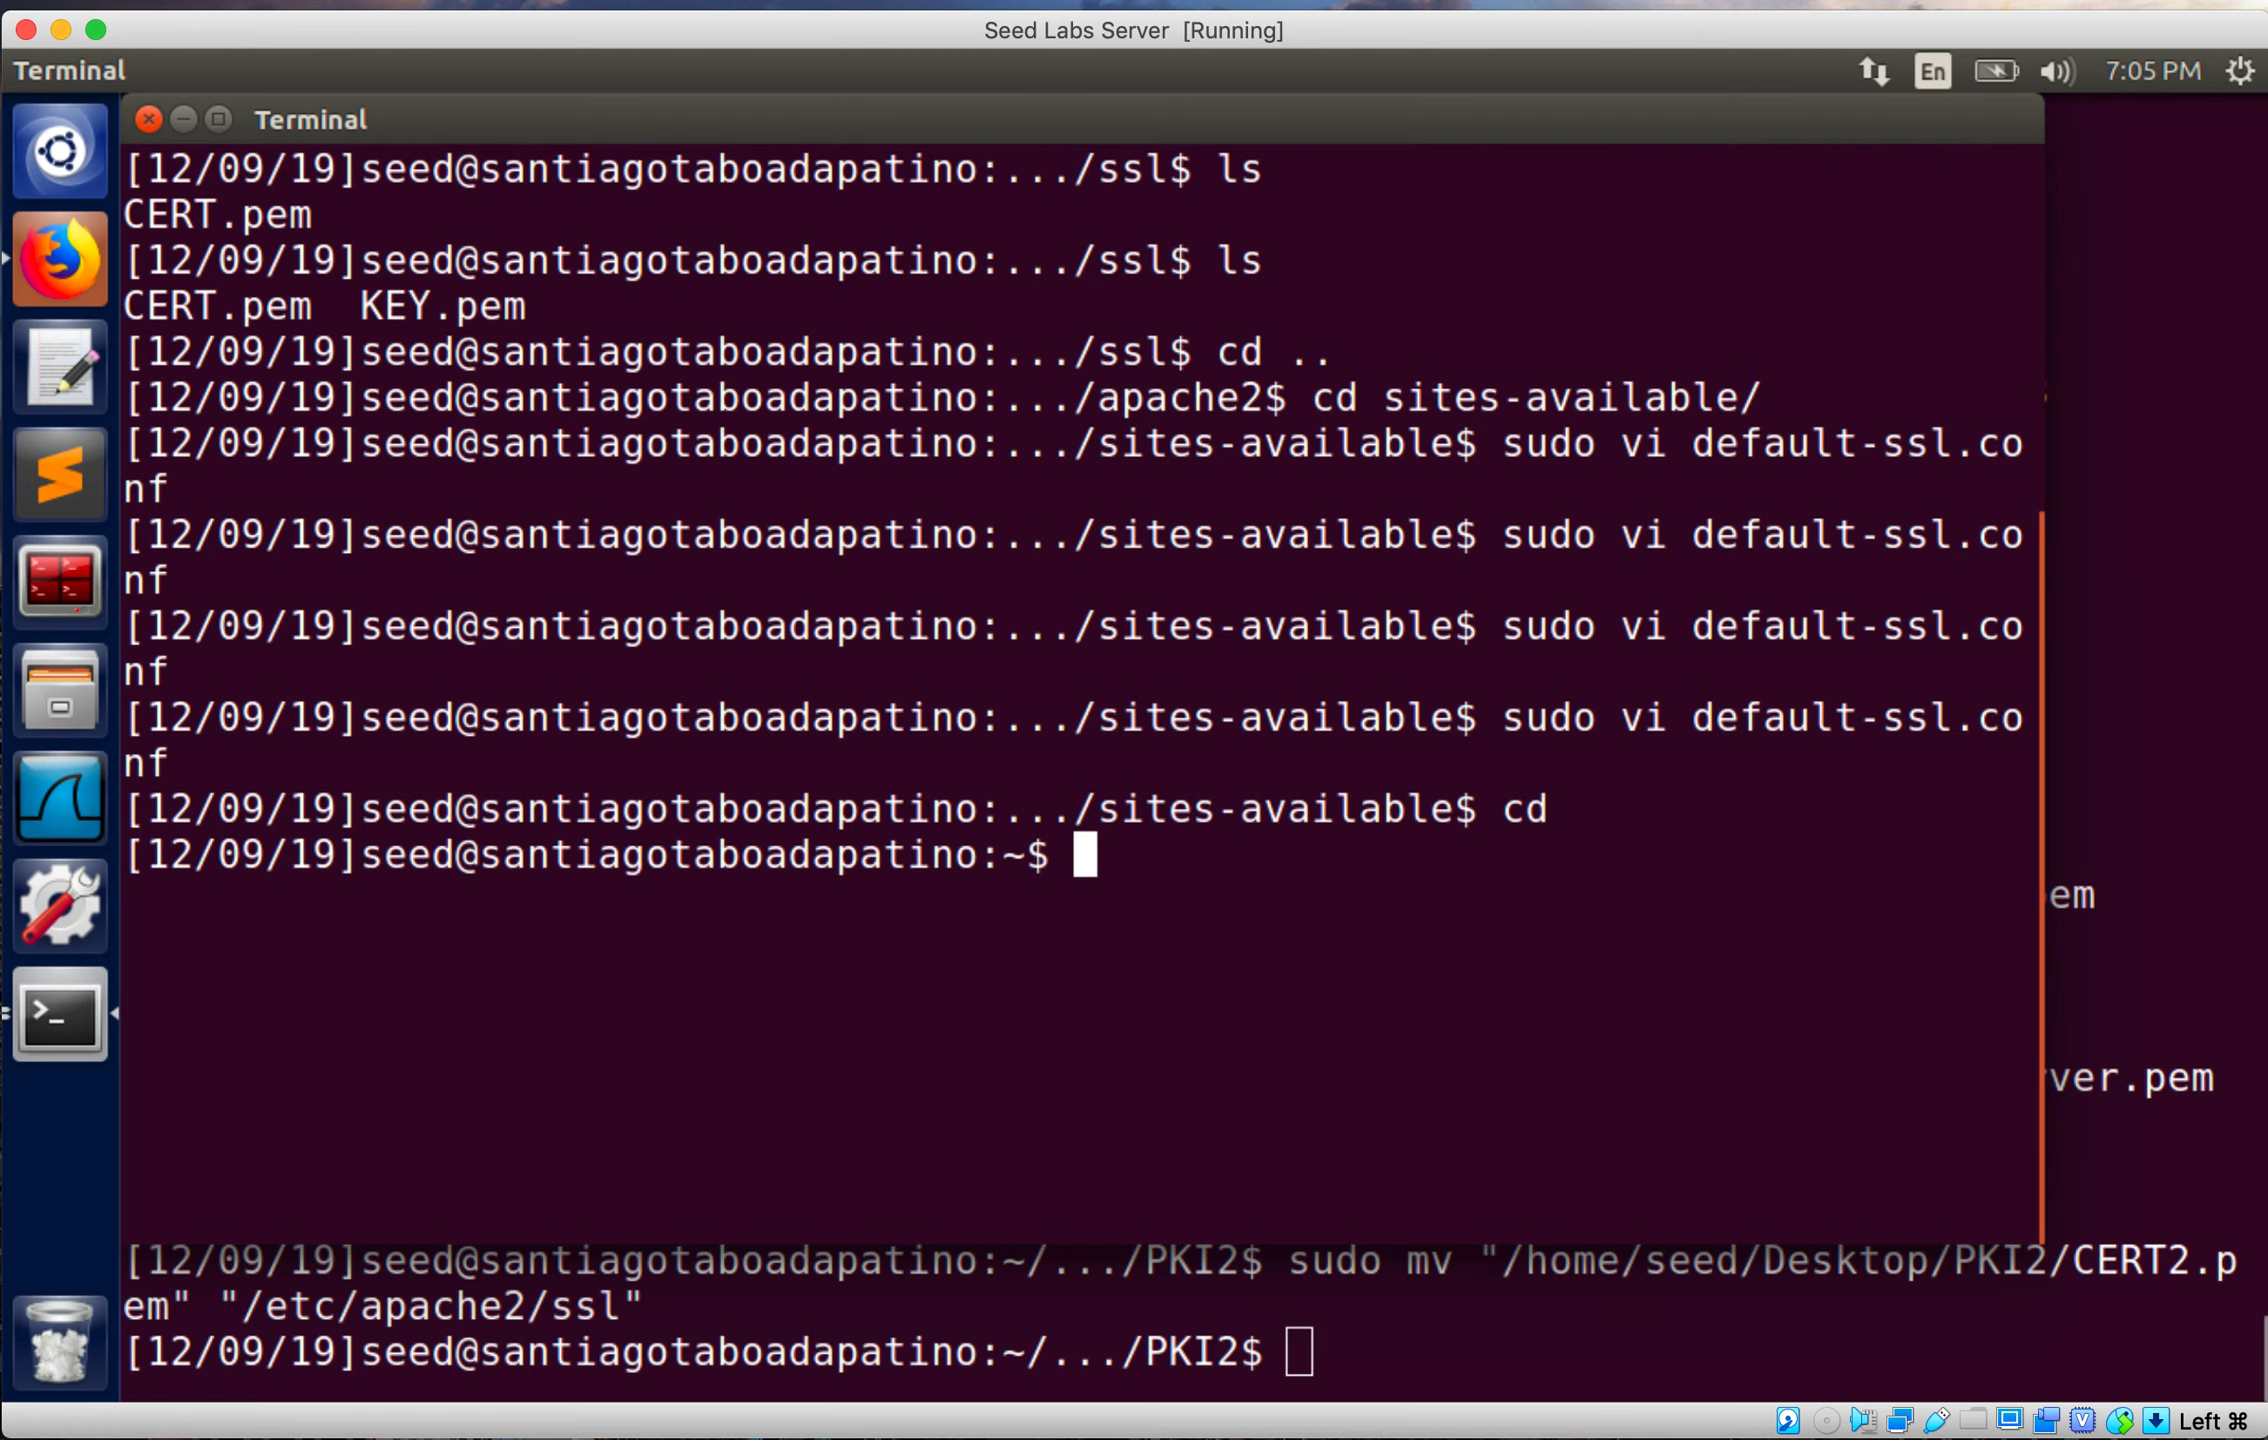 Seed Labs Server [Running]
Terminal
En
7:05 PM
Terminal
[12/09/19]seed@santiagotaboadapatino:.../ssl$ ls
CERT.pem
[12/09/19]seed@santiagotaboadapatino:.../ssl$ ls
CERT.pem  KEY.pem
[12/09/19]seed@santiagotaboadapatino:.../ssl$ cd ..
[12/09/19]seed@santiagotaboadapatino:.../apache2$ cd sites-available/
[12/09/19]seed@santiagotaboadapatino:.../sites-available$ sudo vi default-ssl.co
nf
[12/09/19]seed@santiagotaboadapatino:.../sites-available$ sudo vi default-ssl.co
nf
[12/09/19]seed@santiagotaboadapatino:.../sites-available$ sudo vi default-ssl.co
nf
[12/09/19]seed@santiagotaboadapatino:.../sites-available$ sudo vi default-ssl.co
nf
[12/09/19]seed@santiagotaboadapatino:.../sites-available$ cd
[12/09/19]seed@santiagotaboadapatino:~$
em
ver.pem
[12/09/19]seed@santiagotaboadapatino:~/.../PKI2$ sudo mv "/home/seed/Desktop/PKI2/CERT2.p
em" "/etc/apache2/ssl"
[12/09/19]seed@santiagotaboadapatino:~/.../PKI2$
Left ⌘